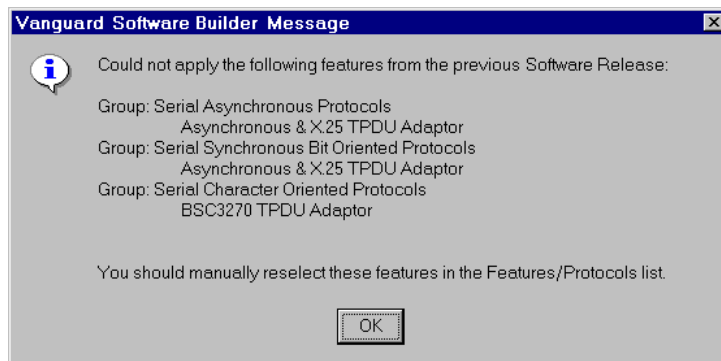 Vanguard Software Builder Message
Could not apply the following features from the previous Software Release:
Group: Serial Asynchronous Protocols
Asynchronous & X.25 TPDU Adaptor
Group: Serial Synchronous Bit Oriented Protocols
Asynchronous & X.25 TPDU Adaptor
Group: Serial Character Oriented Protocols
BSC3270 TPDU Adaptor
You should manually reselect these features in the Features/Protocols list.
OK